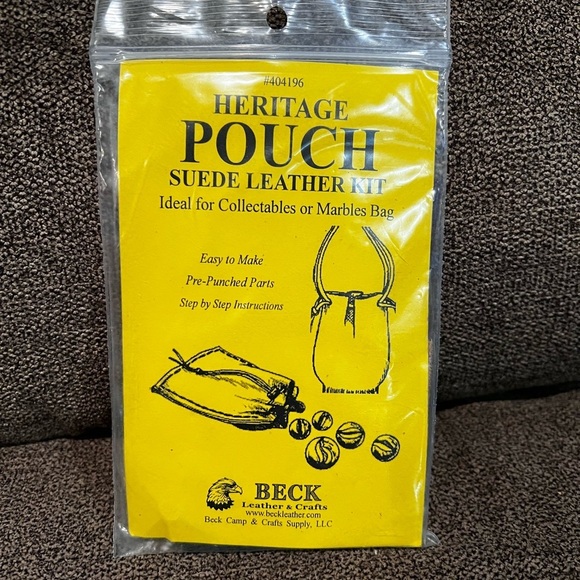 #404196
HERITAGE
POUCH
SUEDE LEATHER KIT
Ideal for Collectables or Marbles Bag
Easy to Make
Pre-Punched Parts
Step by Step Instructions
BECK
Leather & Crafts
www.beckleather.com
Beck Camp & Crafts Supply, LLC